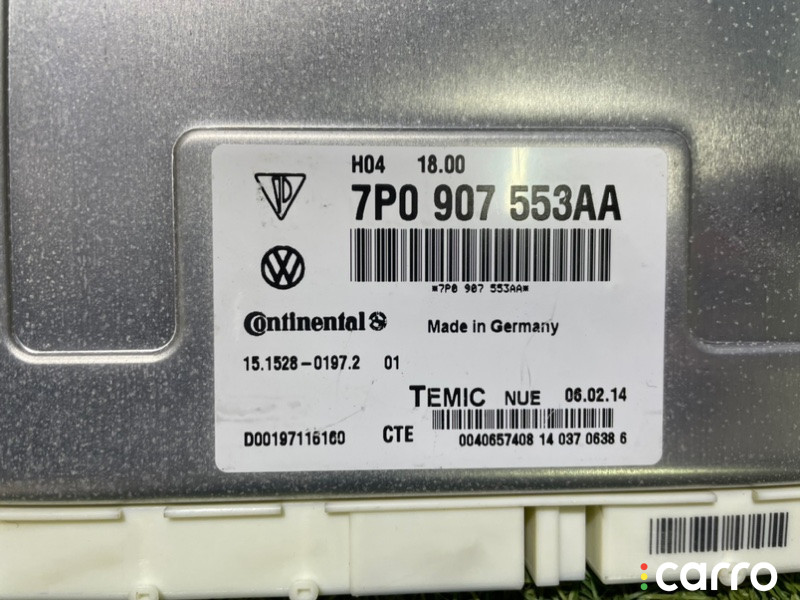 H04 18.00
7P0 907 553AA
*7P0 907 553AA*
Continental
Made in Germany
15.1528-0197.2 01
TEMIC NUE 06.02.14
D00197116160 CTE 0040657408 14 037 0638 6
carro